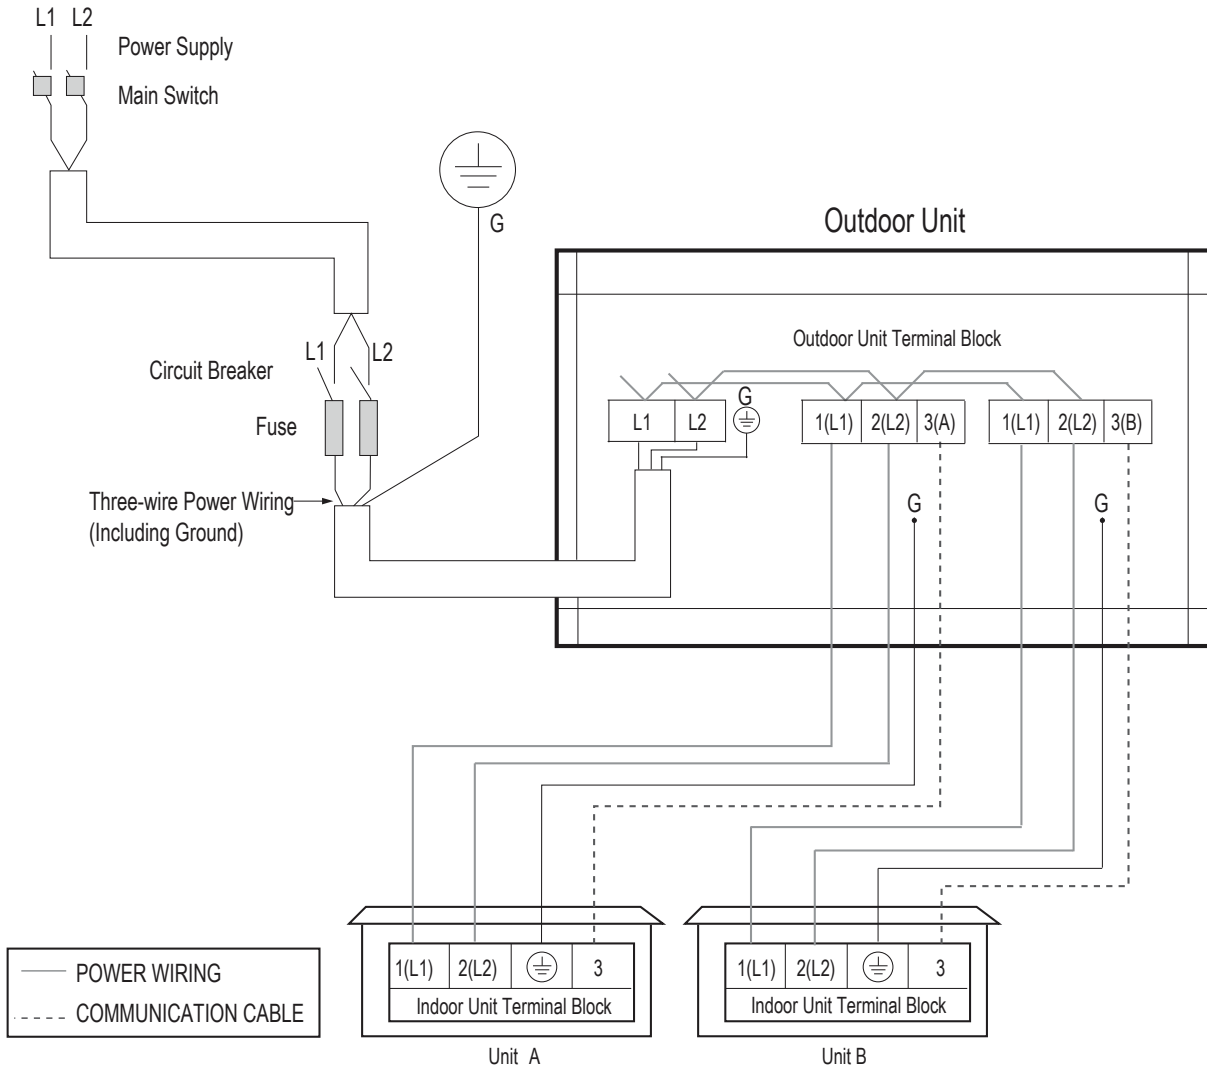 L1 L2
Power Supply
Main Switch
G
Outdoor Unit
Outdoor Unit Terminal Block
L1 L2
Circuit Breaker
Fuse
L1 L2
G
1(L1) 2(L2) 3(A)
1(L1) 2(L2) 3(B)
Three-wire Power Wiring
(Including Ground)
G
G
1(L1) 2(L2) 3
Indoor Unit Terminal Block
Unit A
1(L1) 2(L2) 3
Indoor Unit Terminal Block
Unit B
POWER WIRING
COMMUNICATION CABLE